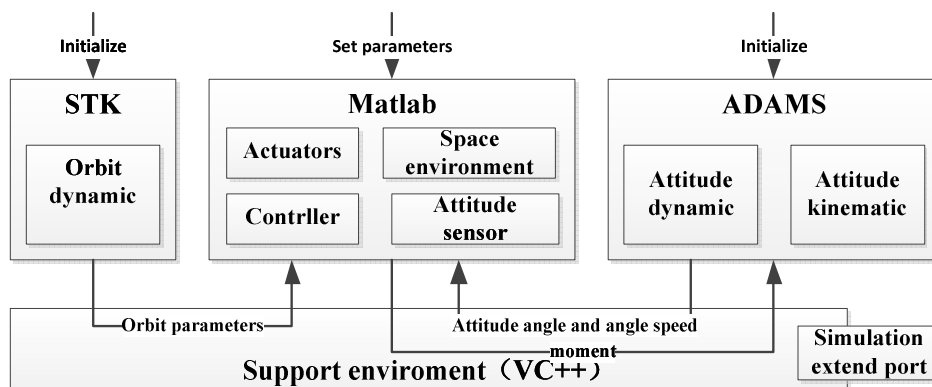 Initialize
Set parameters
Initialize
STK
Orbit
dynamic
Matlab
Actuators
Space
environment
Contrller
Attitude
sensor
ADAMS
Attitude
dynamic
Attitude
kinematic
Orbit parameters
Attitude angle and angle speed
moment
Support enviroment（VC++）
Simulation
extend port